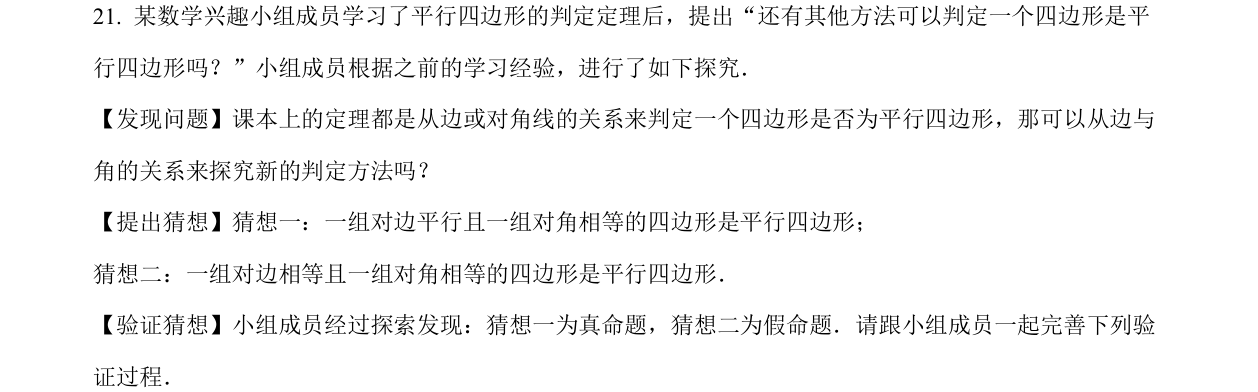 21. 某数学兴趣小组成员学习了平行四边形的判定定理后，提出“还有其他方法可以判定一个四边形是平
行四边形吗？”小组成员根据之前的学习经验，进行了如下探究．
【发现问题】课本上的定理都是从边或对角线的关系来判定一个四边形是否为平行四边形，那可以从边与
角的关系来探究新的判定方法吗？
【提出猜想】猜想一：一组对边平行且一组对角相等的四边形是平行四边形；
猜想二：一组对边相等且一组对角相等的四边形是平行四边形．
【验证猜想】小组成员经过探索发现：猜想一为真命题，猜想二为假命题．请跟小组成员一起完善下列验
证过程．